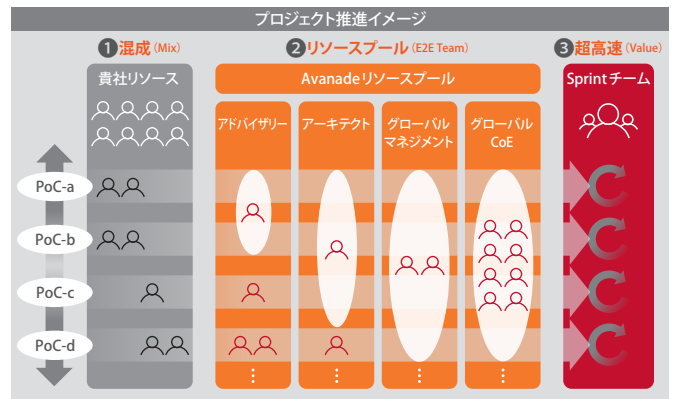 プロジェクト推進イメージ
❶混成(Mix)
❷リソースプール(E2E Team)
❸超高速(Value)
貴社リソース
Avanadeリソースプール
Sprintチーム
アドバイザリー
アーキテクト
グローバル
マネジメント
グローバル
CoE
PoC-a
PoC-b
PoC-c
PoC-d